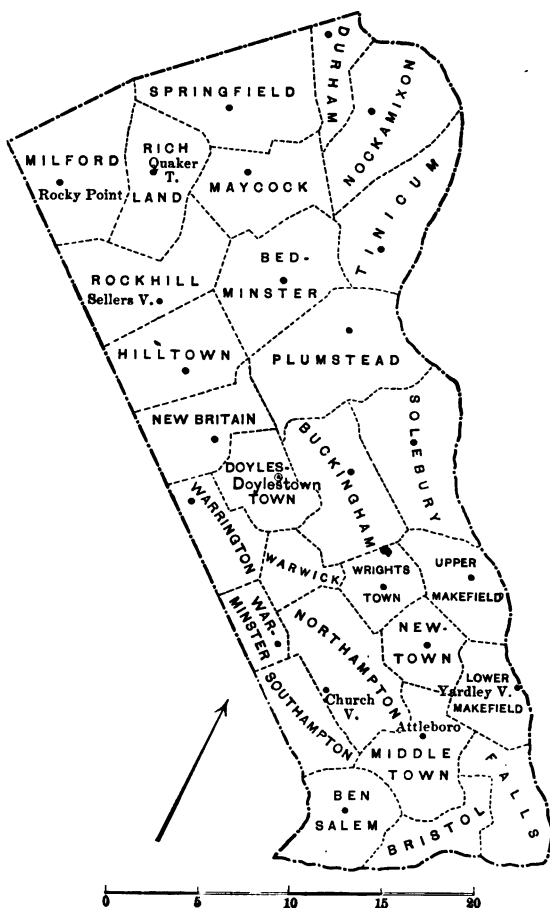 DURHAM
SPRINGFIELD
NOCKAMIXON
RICH
Quaker
T.
LAND
MILFORD
Rocky Point
MAYCOCK
TINICUM
ROCKHILL
Sellers V.
BED-
MINSTER
HILLTOWN
PLUMSTEAD
NEW BRITAIN
SOLEBURY
BUCKINGHAM
DOYLES-
Doylestown
TOWN
WARRINGTON
WARWICK
WRIGHTS
TOWN
UPPER
MAKEFIELD
WAR-
MINSTER
NORTHAMPTON
NEW-
TOWN
LOWER
Yardley V.
MAKEFIELD
SOUTHAMPTON
Church
V.
Attleboro
MIDDLE
TOWN
FALLS
BEN
SALEM
BRISTOL
0 5 10 15 20